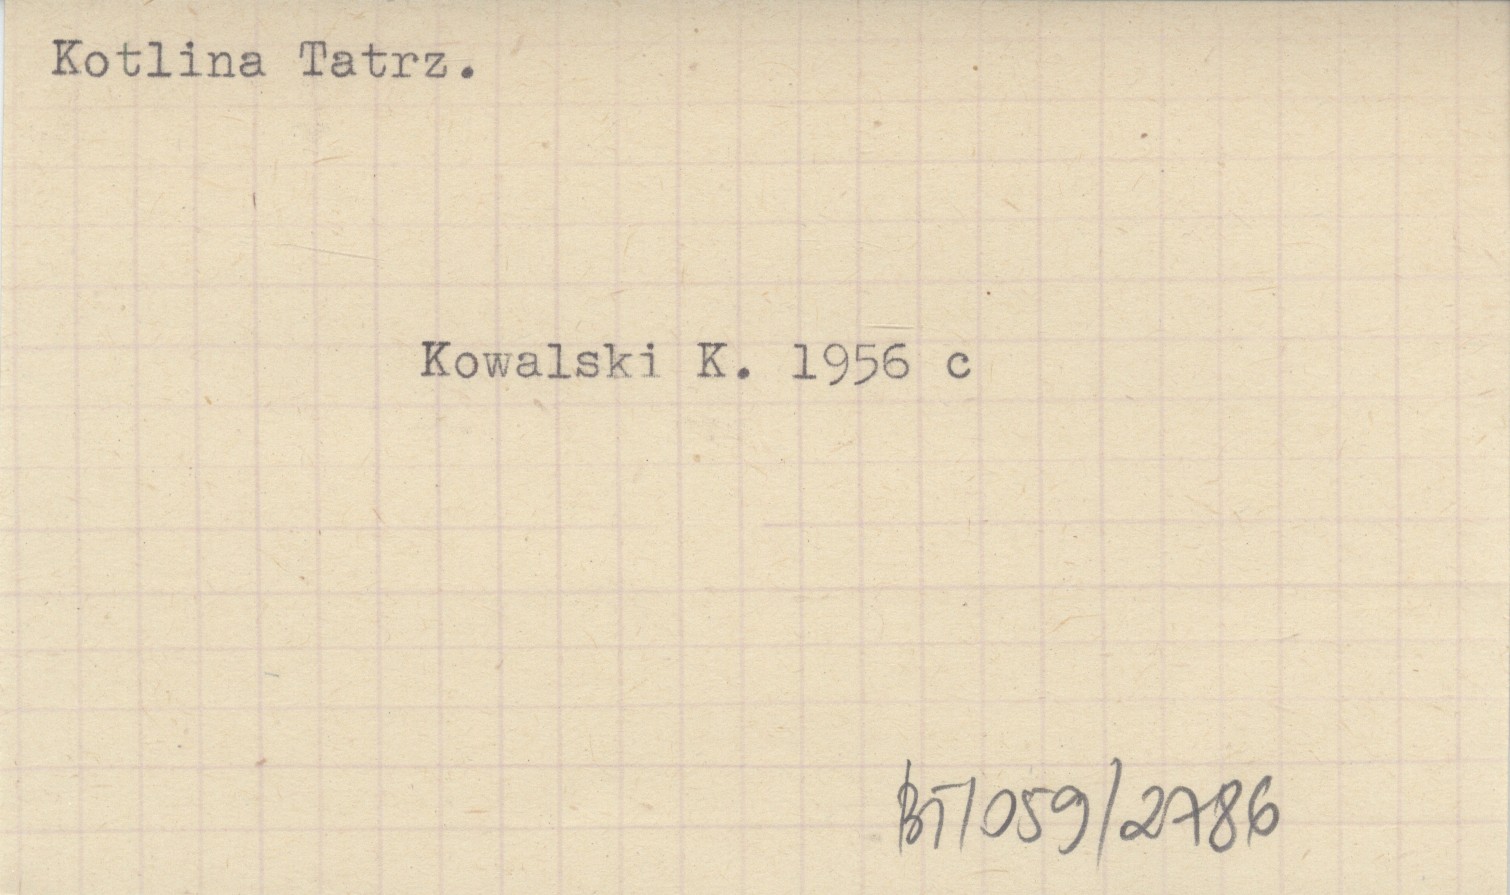 Kotlina Tatrz.
Kowalski K. 1956 c
BT/059/2786